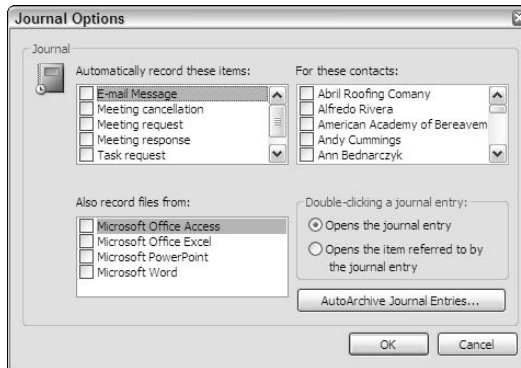 Journal Options
Journal
Automatically record these items:
E-mail Message
Meeting cancellation
Meeting request
Meeting response
Task request
For these contacts:
Abril Roofing Comany
Alfredo Rivera
American Academy of Bereavem
Andy Cummings
Ann Bednarczyk
Also record files from:
Microsoft Office Access
Microsoft Office Excel
Microsoft PowerPoint
Microsoft Word
Double-clicking a journal entry:
Opens the journal entry
Opens the item referred to by
the journal entry
AutoArchive Journal Entries...
OK
Cancel